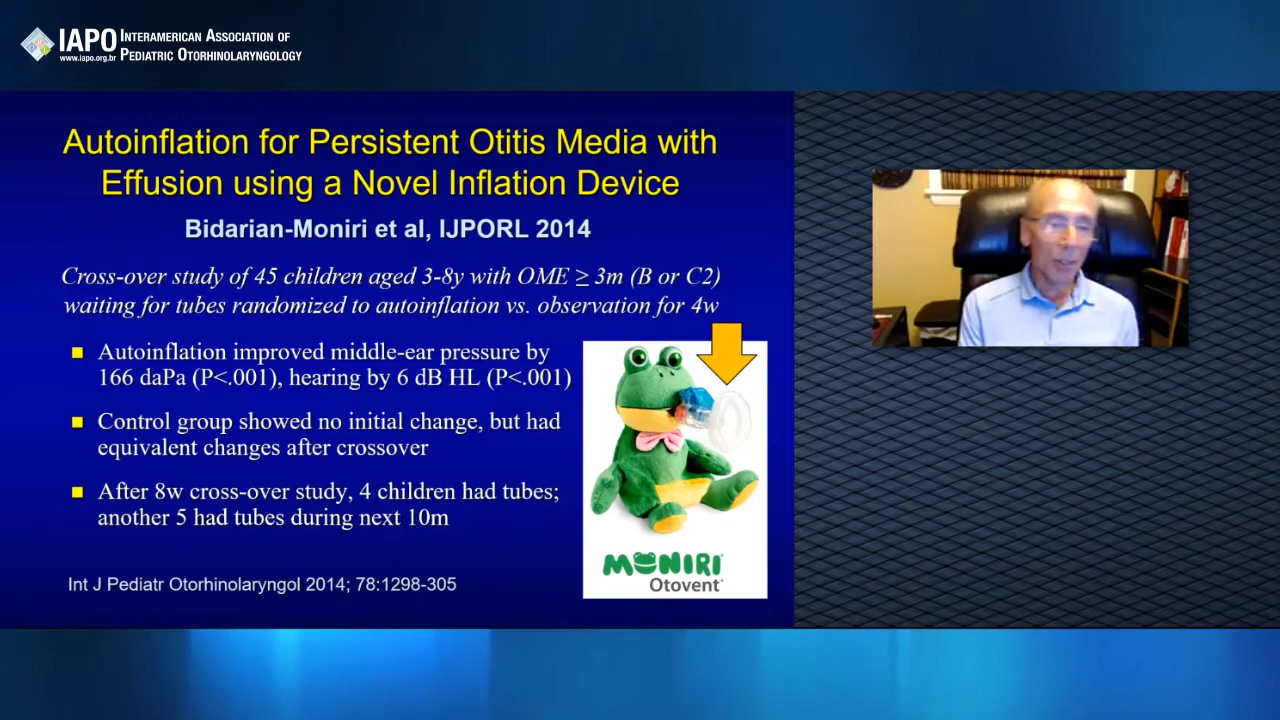 IAPO
INTERAMERICAN ASSOCIATION OF
PEDIATRIC OTORHINOLARYNGOLOGY
www.iapo.org.br
Autoinflation for Persistent Otitis Media with
Effusion using a Novel Inflation Device
Bidarian-Moniri et al, IJPORL 2014
Cross-over study of 45 children aged 3-8y with OME ≥ 3m (B or C2)
waiting for tubes randomized to autoinflation vs. observation for 4w
Autoinflation improved middle-ear pressure by
166 daPa (P<.001), hearing by 6 dB HL (P<.001)
Control group showed no initial change, but had
equivalent changes after crossover
After 8w cross-over study, 4 children had tubes;
another 5 had tubes during next 10m
MONIRI
Otovent
Int J Pediatr Otorhinolaryngol 2014; 78:1298-305